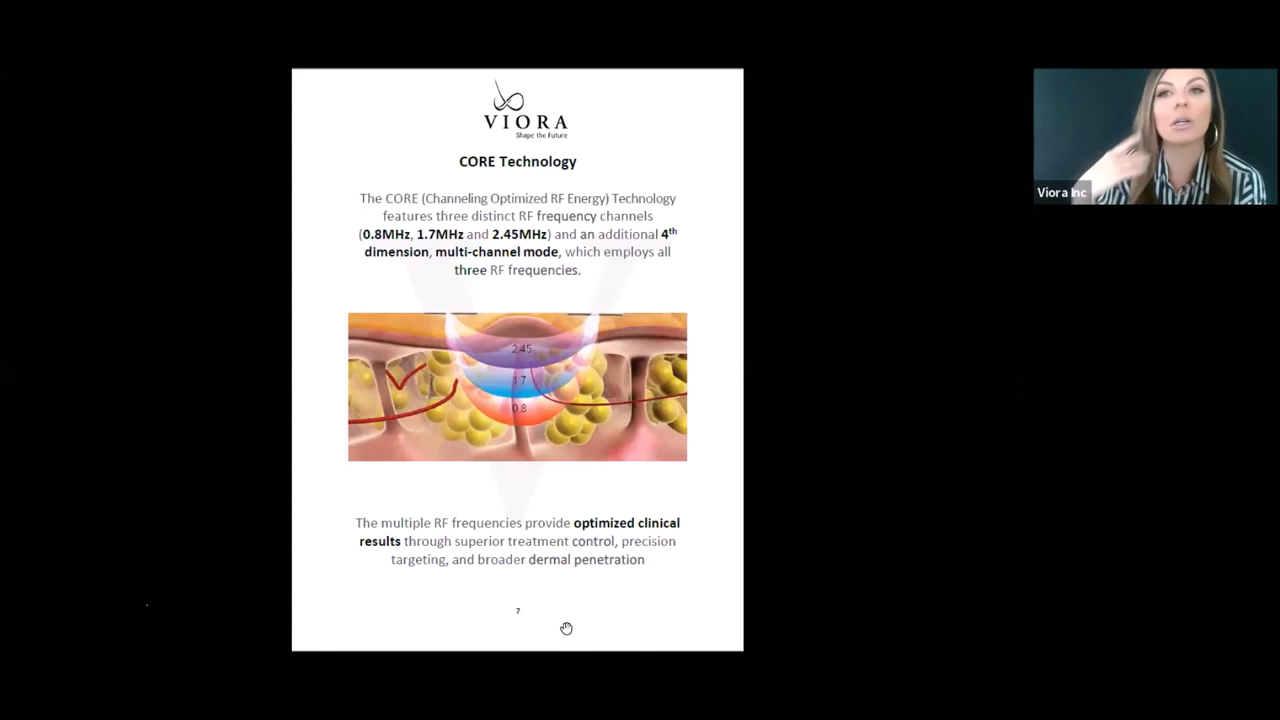 VIORA
Shape the Future
CORE Technology
The CORE (Channeling Optimized RF Energy) Technology
features three distinct RF frequency channels
(0.8MHz, 1.7MHz and 2.45MHz) and an additional 4th
dimension, multi-channel mode, which employs all
three RF frequencies.
2.45
1.7
0.8
The multiple RF frequencies provide optimized clinical
results through superior treatment control, precision
targeting, and broader dermal penetration
7
Viora Inc